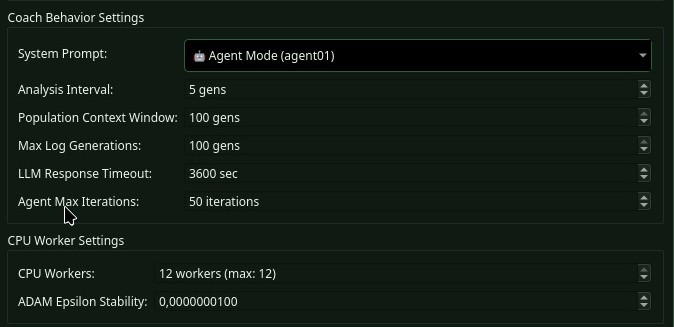 Coach Behavior Settings
System Prompt: 🤖 Agent Mode (agent01)
Analysis Interval: 5 gens
Population Context Window: 100 gens
Max Log Generations: 100 gens
LLM Response Timeout: 3600 sec
Agent Max Iterations: 50 iterations
CPU Worker Settings
CPU Workers: 12 workers (max: 12)
ADAM Epsilon Stability: 0,0000000100